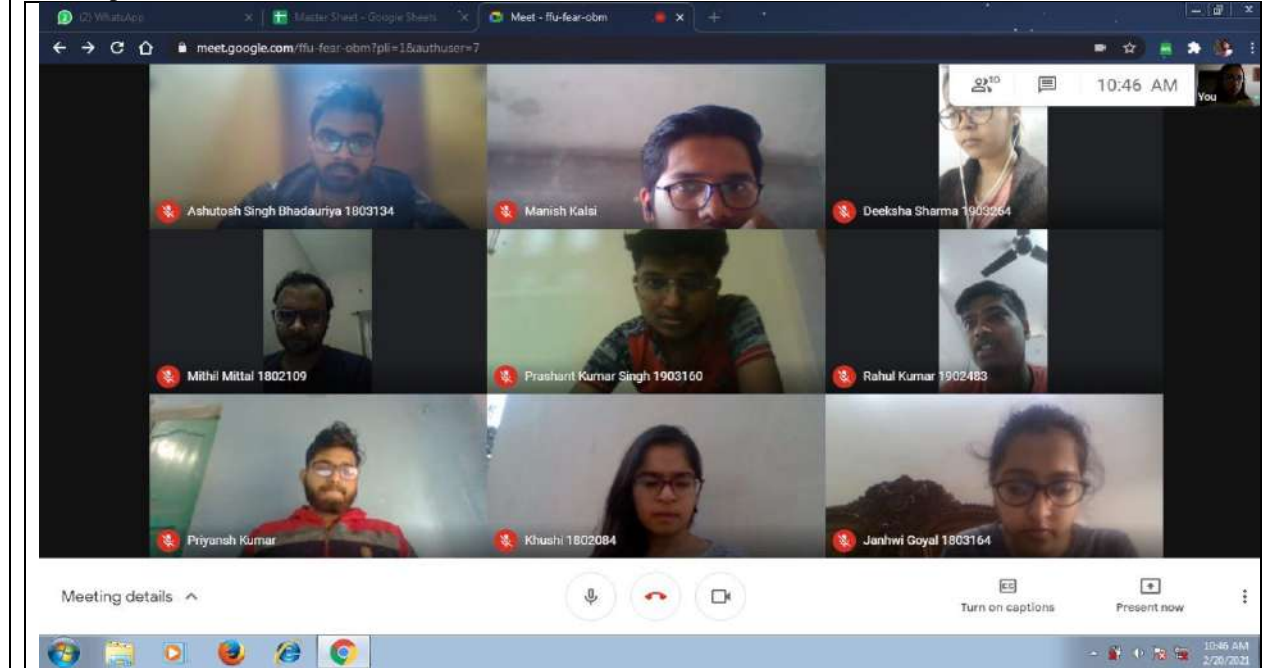 (2) WhatsApp
Master Sheet - Google Sheets
Meet - ffu-fear-obm
meet.google.com/ffu-fear-obm?pli=1&authuser=7
10
10:46 AM
You
Ashutosh Singh Bhadauriya 1803134
Manish Kalsi
Deeksha Sharma 1903264
Mithil Mittal 1802109
Prashant Kumar Singh 1903160
Rahul Kumar 1902483
Priyansh Kumar
Khushi 1802084
Janhwi Goyal 1803164
Meeting details
CC
Turn on captions
Present now
10:46 AM
2/20/2021